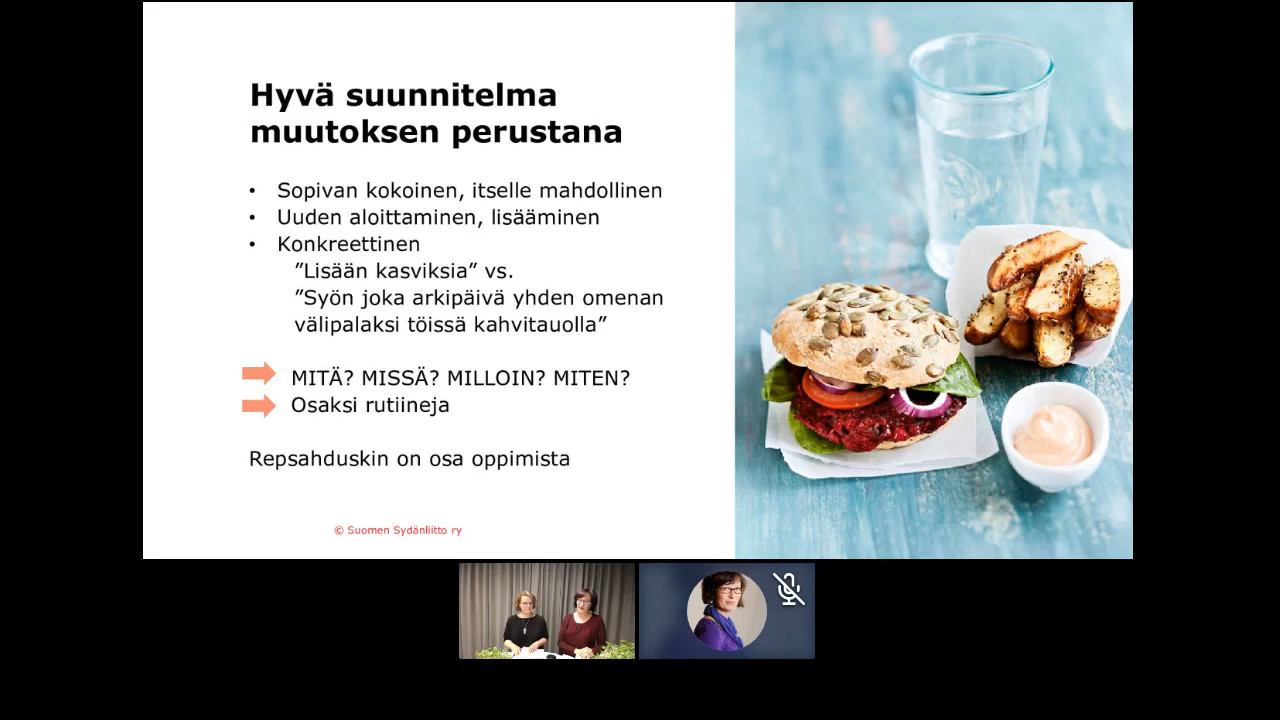 Hyvä suunnitelma
muutoksen perustana
• Sopivan kokoinen, itselle mahdollinen
• Uuden aloittaminen, lisääminen
• Konkreettinen
”Lisään kasviksia” vs.
”Syön joka arkipäivä yhden omenan
välipalaksi töissä kahvitauolla”
MITÄ? MISSÄ? MILLOIN? MITEN?
Osaksi rutiineja
Repsahduskin on osa oppimista
© Suomen Sydänliitto ry